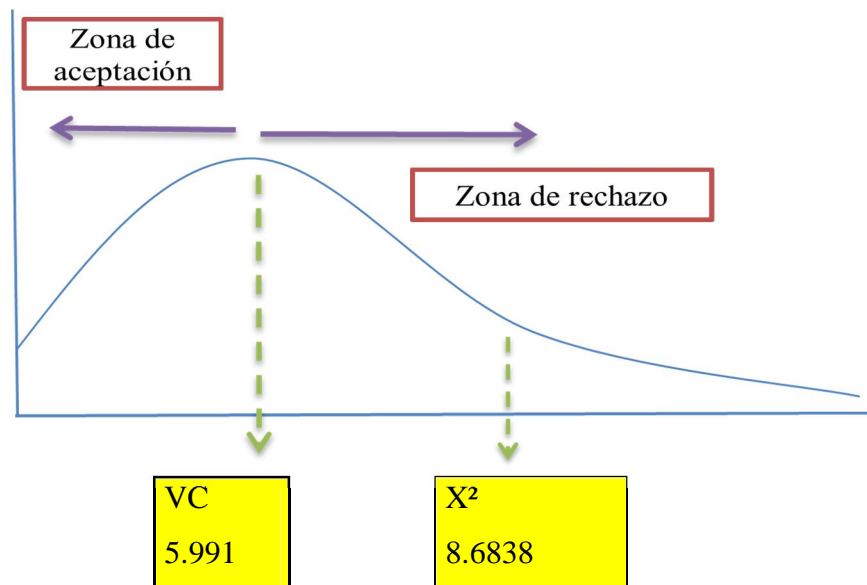 Zona de
aceptación
Zona de rechazo
VC
5.991
X²
8.6838